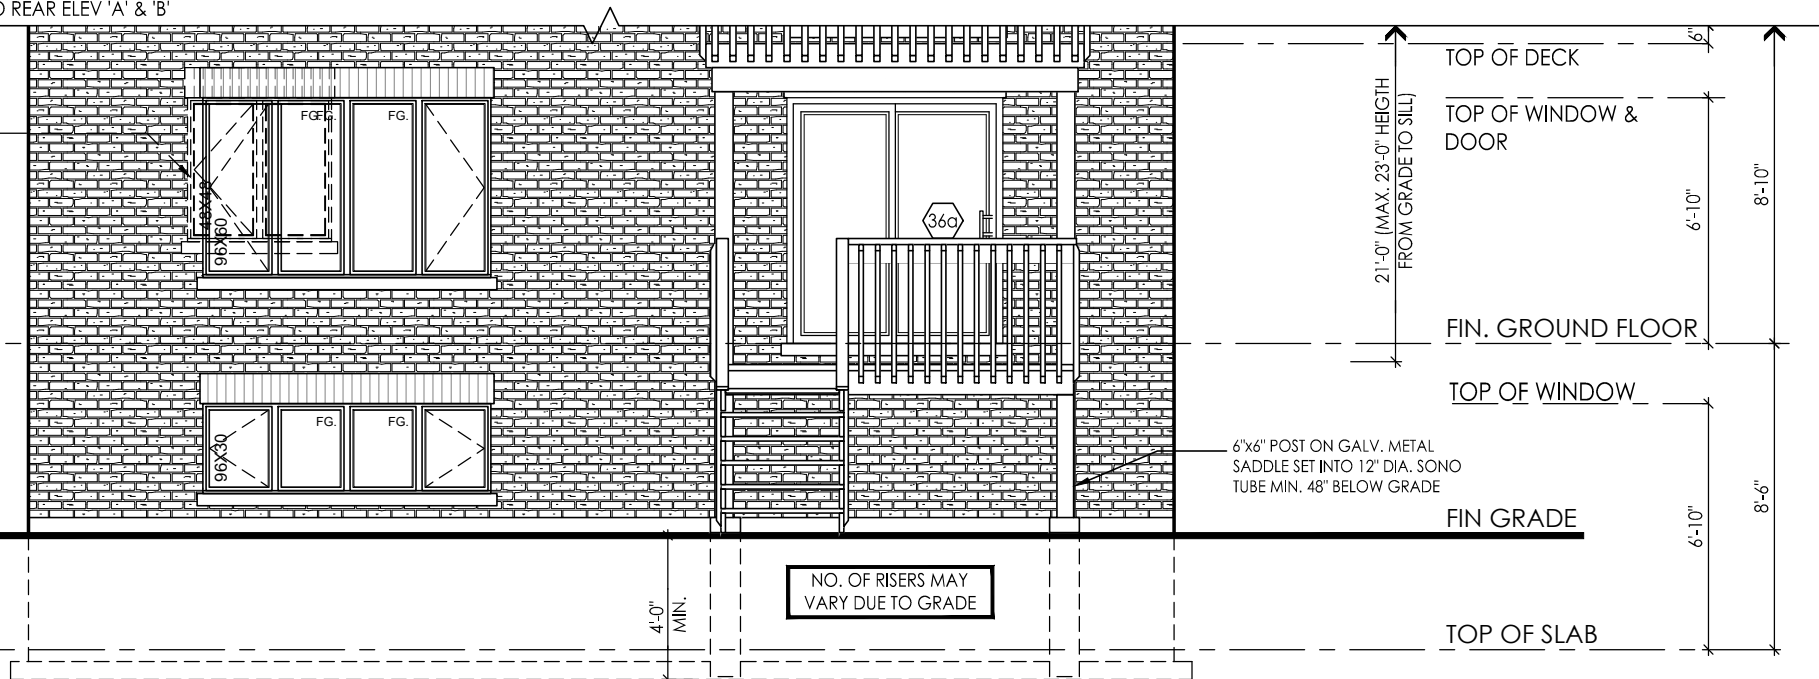 REAR ELEV 'A' & 'B'
6"
TOP OF DECK
TOP OF WINDOW &
DOOR
FG.
FG.
FG.
48X48
96X60
36a
21'-0" (MAX. 23'-0" HEIGTH
FROM GRADE TO SILL)
6'-10"
8'-10"
FIN. GROUND FLOOR
TOP OF WINDOW
FG.
FG.
96X30
6"x6" POST ON GALV. METAL
SADDLE SET INTO 12" DIA. SONO
TUBE MIN. 48" BELOW GRADE
FIN GRADE
6'-10"
8'-6"
NO. OF RISERS MAY
VARY DUE TO GRADE
4'-0"
MIN.
TOP OF SLAB